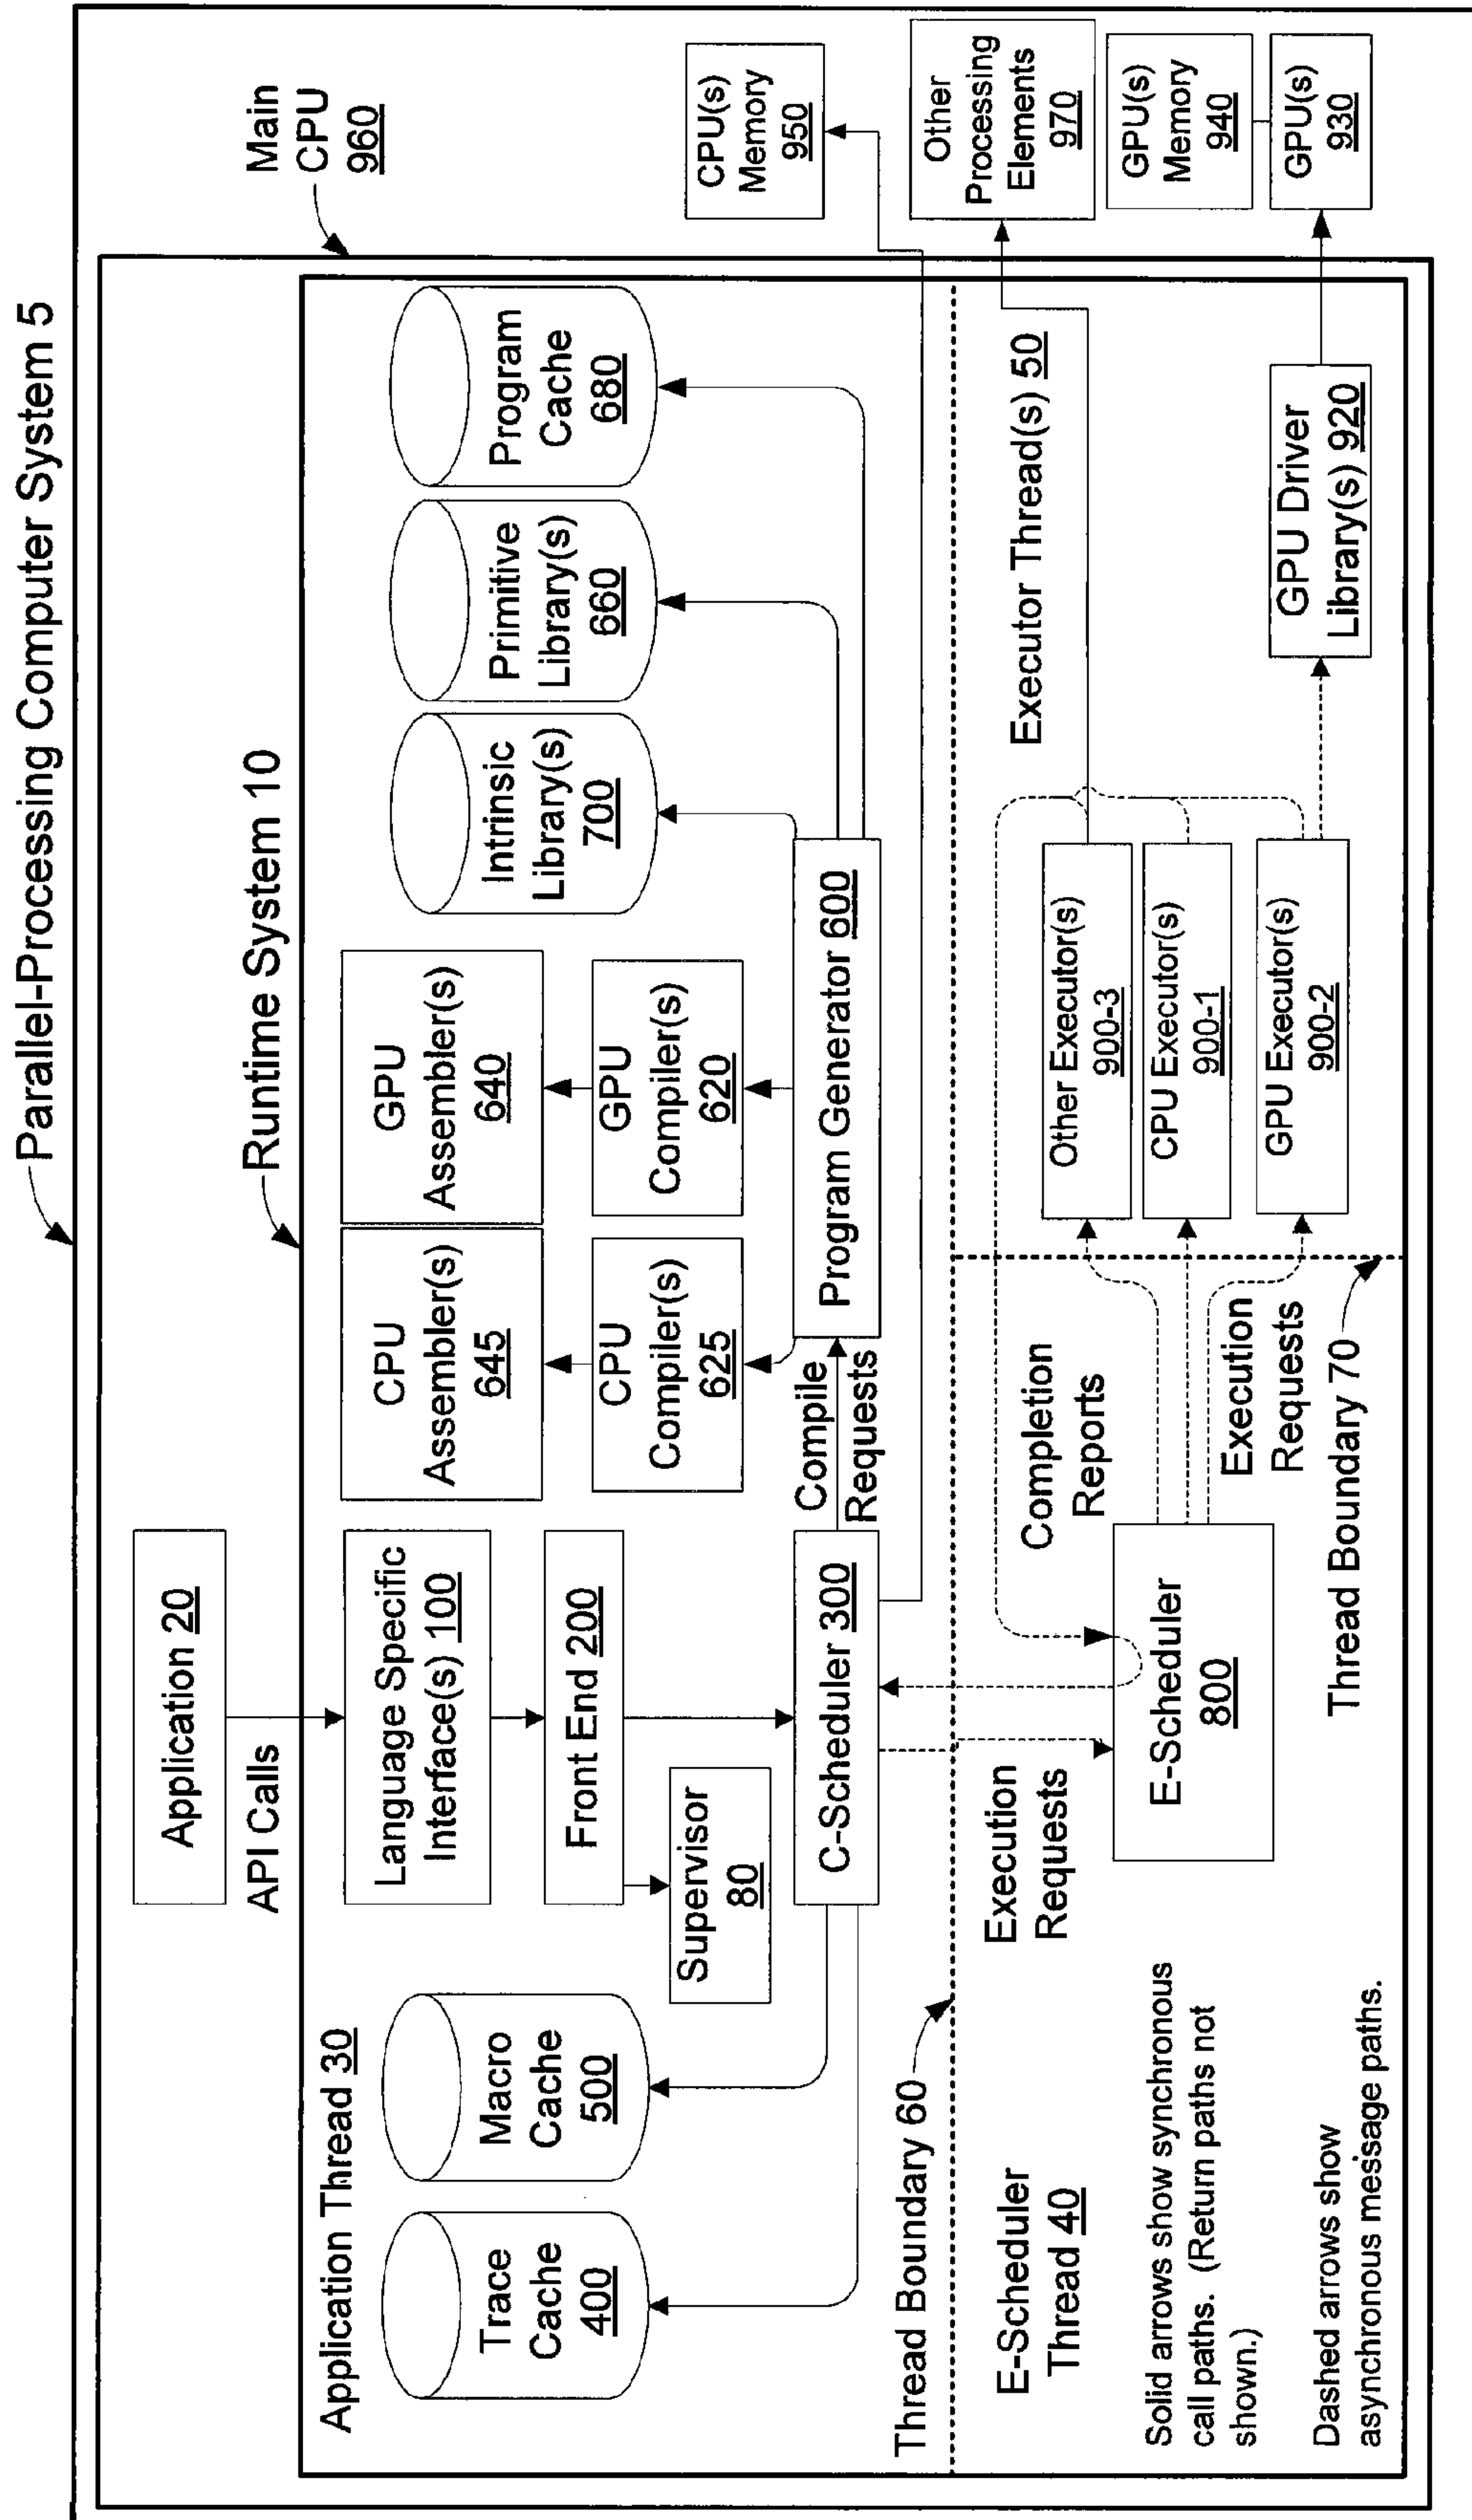 Parallel-Processing Computer System 5
Main
CPU
960
Runtime System 10
Application 20
API Calls
Application Thread 30
Language Specific
Interface(s) 100
Front End 200
Supervisor
80
C-Scheduler 300
Trace
Cache
400
Macro
Cache
500
CPU
Assembler(s)
645
GPU
Assembler(s)
640
CPU
Compiler(s)
625
GPU
Compiler(s)
620
Compile
Requests
Program Generator 600
Intrinsic
Library(s)
700
Primitive
Library(s)
660
Program
Cache
680
CPU(s)
Memory
950
Other
Processing
Elements
970
GPU(s)
Memory
940
GPU(s)
930
Thread Boundary 60
E-Scheduler
Thread 40
Execution
Requests
Completion
Reports
E-Scheduler
800
Execution
Requests
Thread Boundary 70
Executor Thread(s) 50
Other Executor(s)
900-3
CPU Executor(s)
900-1
GPU Executor(s)
900-2
GPU Driver
Library(s) 920
Solid arrows show synchronous
call paths. (Return paths not
shown.)
Dashed arrows show
asynchronous message paths.